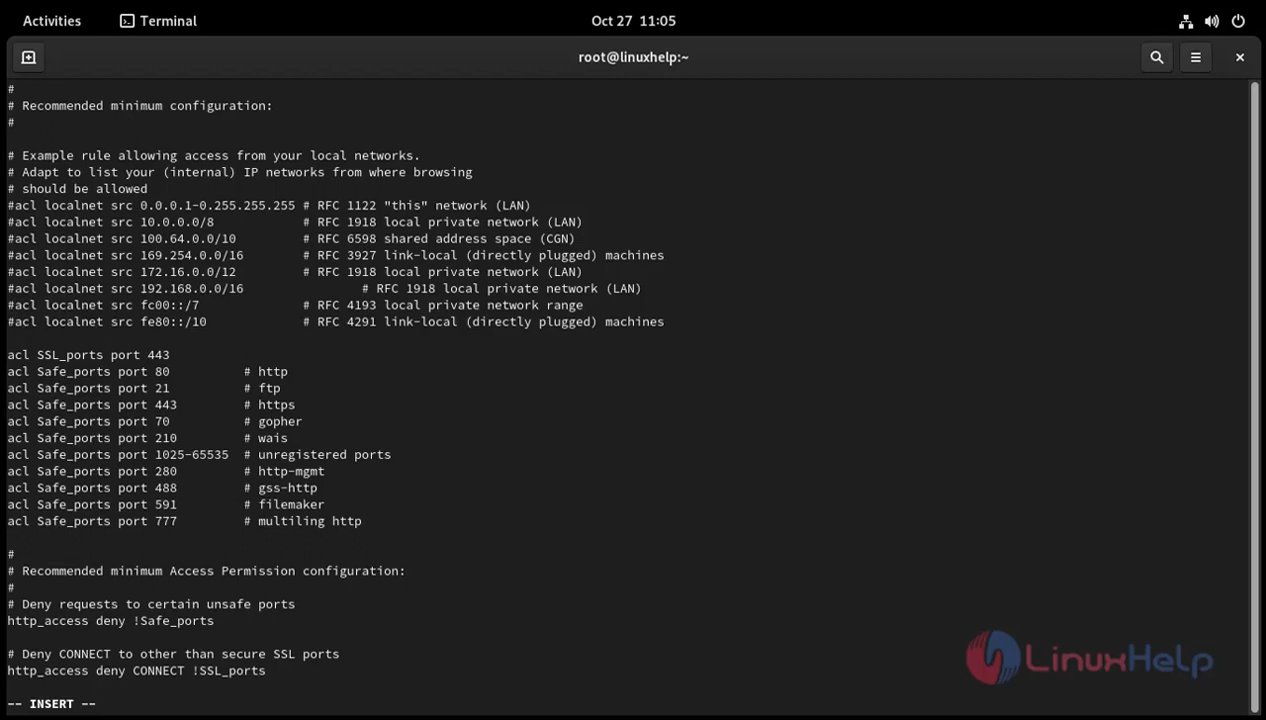 Activities Terminal Oct 27 11:05
root@linuxhelp:~
#
# Recommended minimum configuration:
#
# Example rule allowing access from your local networks.
# Adapt to list your (internal) IP networks from where browsing
# should be allowed
#acl localnet src 0.0.0.1-0.255.255.255 # RFC 1122 "this" network (LAN)
#acl localnet src 10.0.0.0/8            # RFC 1918 local private network (LAN)
#acl localnet src 100.64.0.0/10         # RFC 6598 shared address space (CGN)
#acl localnet src 169.254.0.0/16        # RFC 3927 link-local (directly plugged) machines
#acl localnet src 172.16.0.0/12         # RFC 1918 local private network (LAN)
#acl localnet src 192.168.0.0/16                # RFC 1918 local private network (LAN)
#acl localnet src fc00::/7              # RFC 4193 local private network range
#acl localnet src fe80::/10             # RFC 4291 link-local (directly plugged) machines
acl SSL_ports port 443
acl Safe_ports port 80          # http
acl Safe_ports port 21          # ftp
acl Safe_ports port 443         # https
acl Safe_ports port 70          # gopher
acl Safe_ports port 210         # wais
acl Safe_ports port 1025-65535  # unregistered ports
acl Safe_ports port 280         # http-mgmt
acl Safe_ports port 488         # gss-http
acl Safe_ports port 591         # filemaker
acl Safe_ports port 777         # multiling http
#
# Recommended minimum Access Permission configuration:
#
# Deny requests to certain unsafe ports
http_access deny !Safe_ports
# Deny CONNECT to other than secure SSL ports
http_access deny CONNECT !SSL_ports
-- INSERT --
LinuxHelp